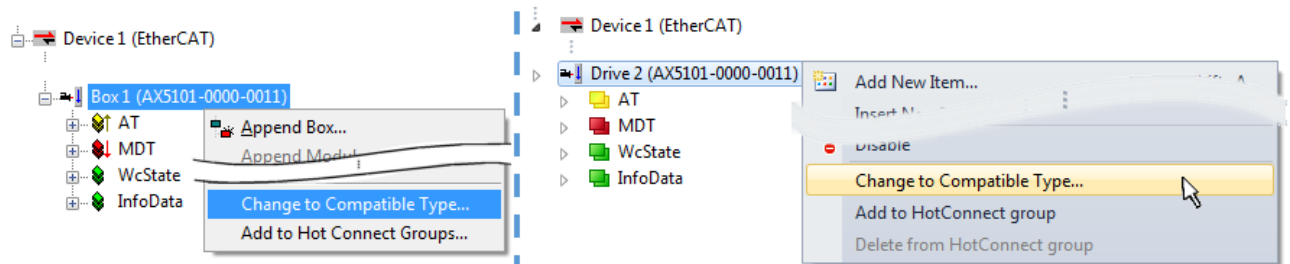 Device 1 (EtherCAT)
Box 1 (AX5101-0000-0011)
AT
MDT
WcState
InfoData
Append Box...
Append Modul
Change to Compatible Type...
Add to Hot Connect Groups...
Device 1 (EtherCAT)
Drive 2 (AX5101-0000-0011)
AT
MDT
WcState
InfoData
Add New Item...
Insert
Disable
Change to Compatible Type...
Add to HotConnect group
Delete from HotConnect group